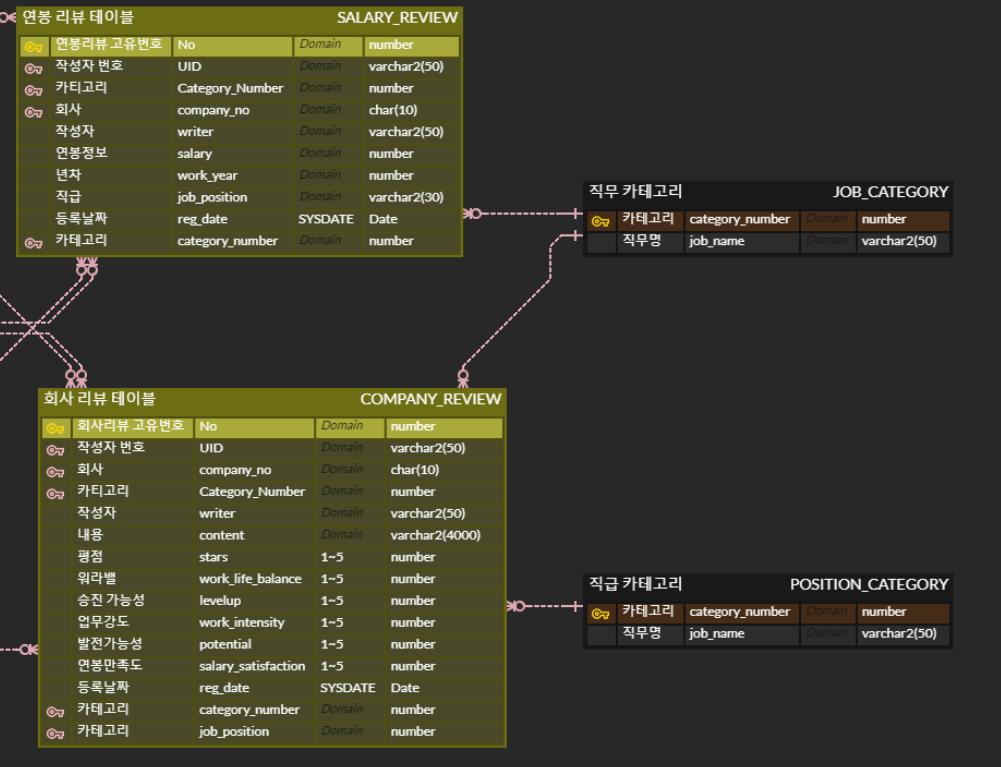 연봉 리뷰 테이블 SALARY_REVIEW
연봉리뷰 고유번호 No Domain number
작성자 번호 UID Domain varchar2(50)
카티고리 Category_Number Domain number
회사 company_no Domain char(10)
작성자 writer Domain varchar2(50)
연봉정보 salary Domain number
년차 work_year Domain number
직급 job_position Domain varchar2(30)
등록날짜 reg_date SYSDATE Date
카테고리 category_number Domain number
직무 카테고리 JOB_CATEGORY
카테고리 category_number Domain number
직무명 job_name Domain varchar2(50)
회사 리뷰 테이블 COMPANY_REVIEW
회사리뷰 고유번호 No Domain number
작성자 번호 UID Domain varchar2(50)
회사 company_no Domain char(10)
카티고리 Category_Number Domain number
작성자 writer Domain varchar2(50)
내용 content Domain varchar2(4000)
평점 stars 1~5 number
워라밸 work_life_balance 1~5 number
승진 가능성 levelup 1~5 number
업무강도 work_intensity 1~5 number
발전가능성 potential 1~5 number
연봉만족도 salary_satisfaction 1~5 number
등록날짜 reg_date SYSDATE Date
카테고리 category_number Domain number
카테고리 job_position Domain number
직급 카테고리 POSITION_CATEGORY
카테고리 category_number Domain number
직무명 job_name Domain varchar2(50)